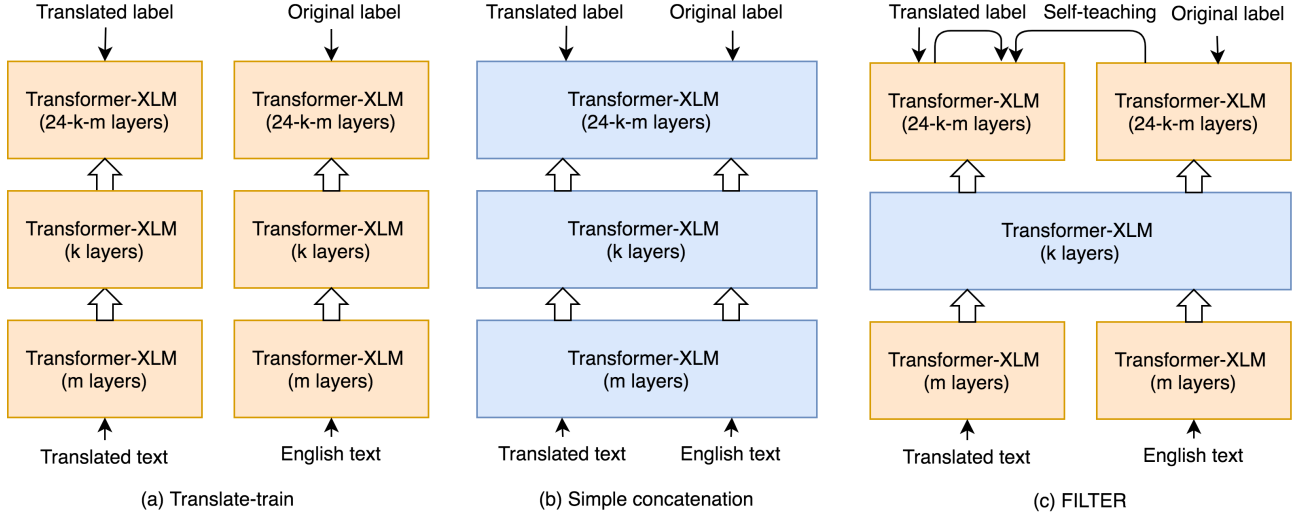 Translated label
Original label
Transformer-XLM
(24-k-m layers)
Transformer-XLM
(24-k-m layers)
Transformer-XLM
(k layers)
Transformer-XLM
(k layers)
Transformer-XLM
(m layers)
Transformer-XLM
(m layers)
Translated text
English text
(a) Translate-train
Translated label
Original label
Transformer-XLM
(24-k-m layers)
Transformer-XLM
(k layers)
Transformer-XLM
(m layers)
Translated text
English text
(b) Simple concatenation
Translated label
Self-teaching
Original label
Transformer-XLM
(24-k-m layers)
Transformer-XLM
(24-k-m layers)
Transformer-XLM
(k layers)
Transformer-XLM
(m layers)
Transformer-XLM
(m layers)
Translated text
English text
(c) FILTER